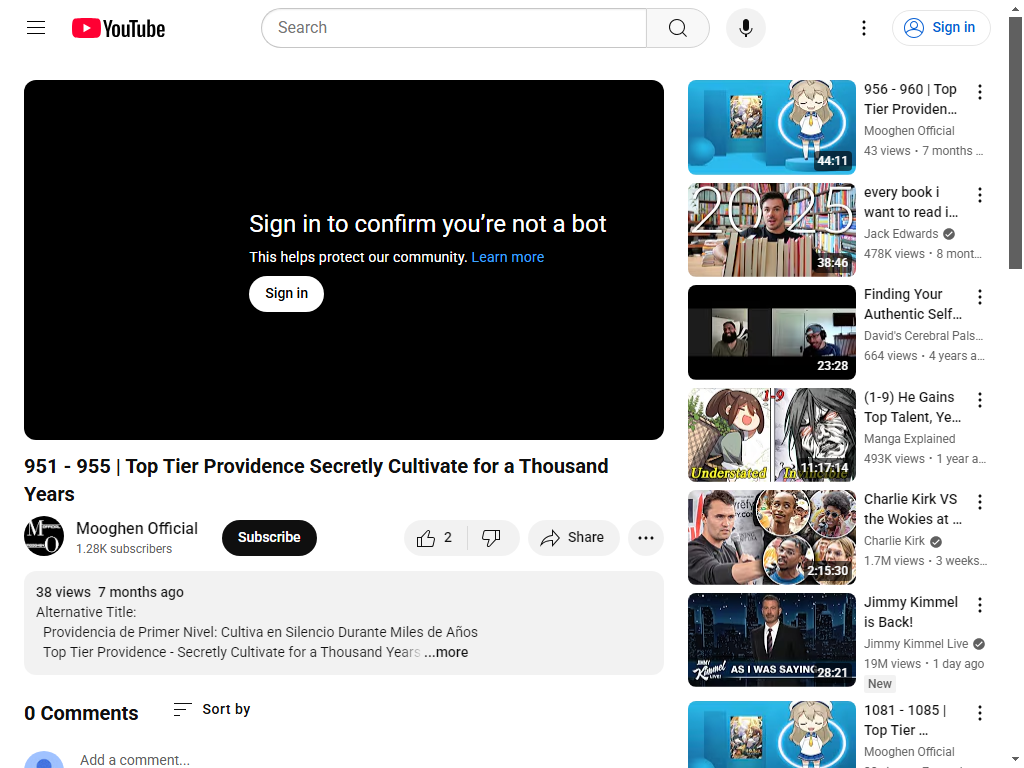 YouTube
Search
Sign in
Sign in to confirm you’re not a bot
This helps protect our community. Learn more
Sign in
951 - 955 | Top Tier Providence Secretly Cultivate for a Thousand
Years
Mooghen Official
1.28K subscribers
Subscribe
2
Share
38 views 7 months ago
Alternative Title:
Providencia de Primer Nivel: Cultiva en Silencio Durante Miles de Años
Top Tier Providence - Secretly Cultivate for a Thousand Years ...more
0 Comments
Sort by
Add a comment...
44:11
956 - 960 | Top
Tier Providen...
Mooghen Official
43 views • 7 months ...
2025
38:46
every book i
want to read i...
Jack Edwards
478K views • 8 mont...
23:28
Finding Your
Authentic Self...
David's Cerebral Pals...
664 views • 4 years a...
1-9
Understated
Invincible
11:17:14
(1-9) He Gains
Top Talent, Ye...
Manga Explained
493K views • 1 year a...
2:15:30
Charlie Kirk VS
the Wokies at ...
Charlie Kirk
1.7M views • 3 weeks...
JIMMY
Kimmel
LIVE!
AS I WAS SAYING
28:21
Jimmy Kimmel
is Back!
Jimmy Kimmel Live
19M views • 1 day ago
New
1081 - 1085 |
Top Tier ...
Mooghen Official